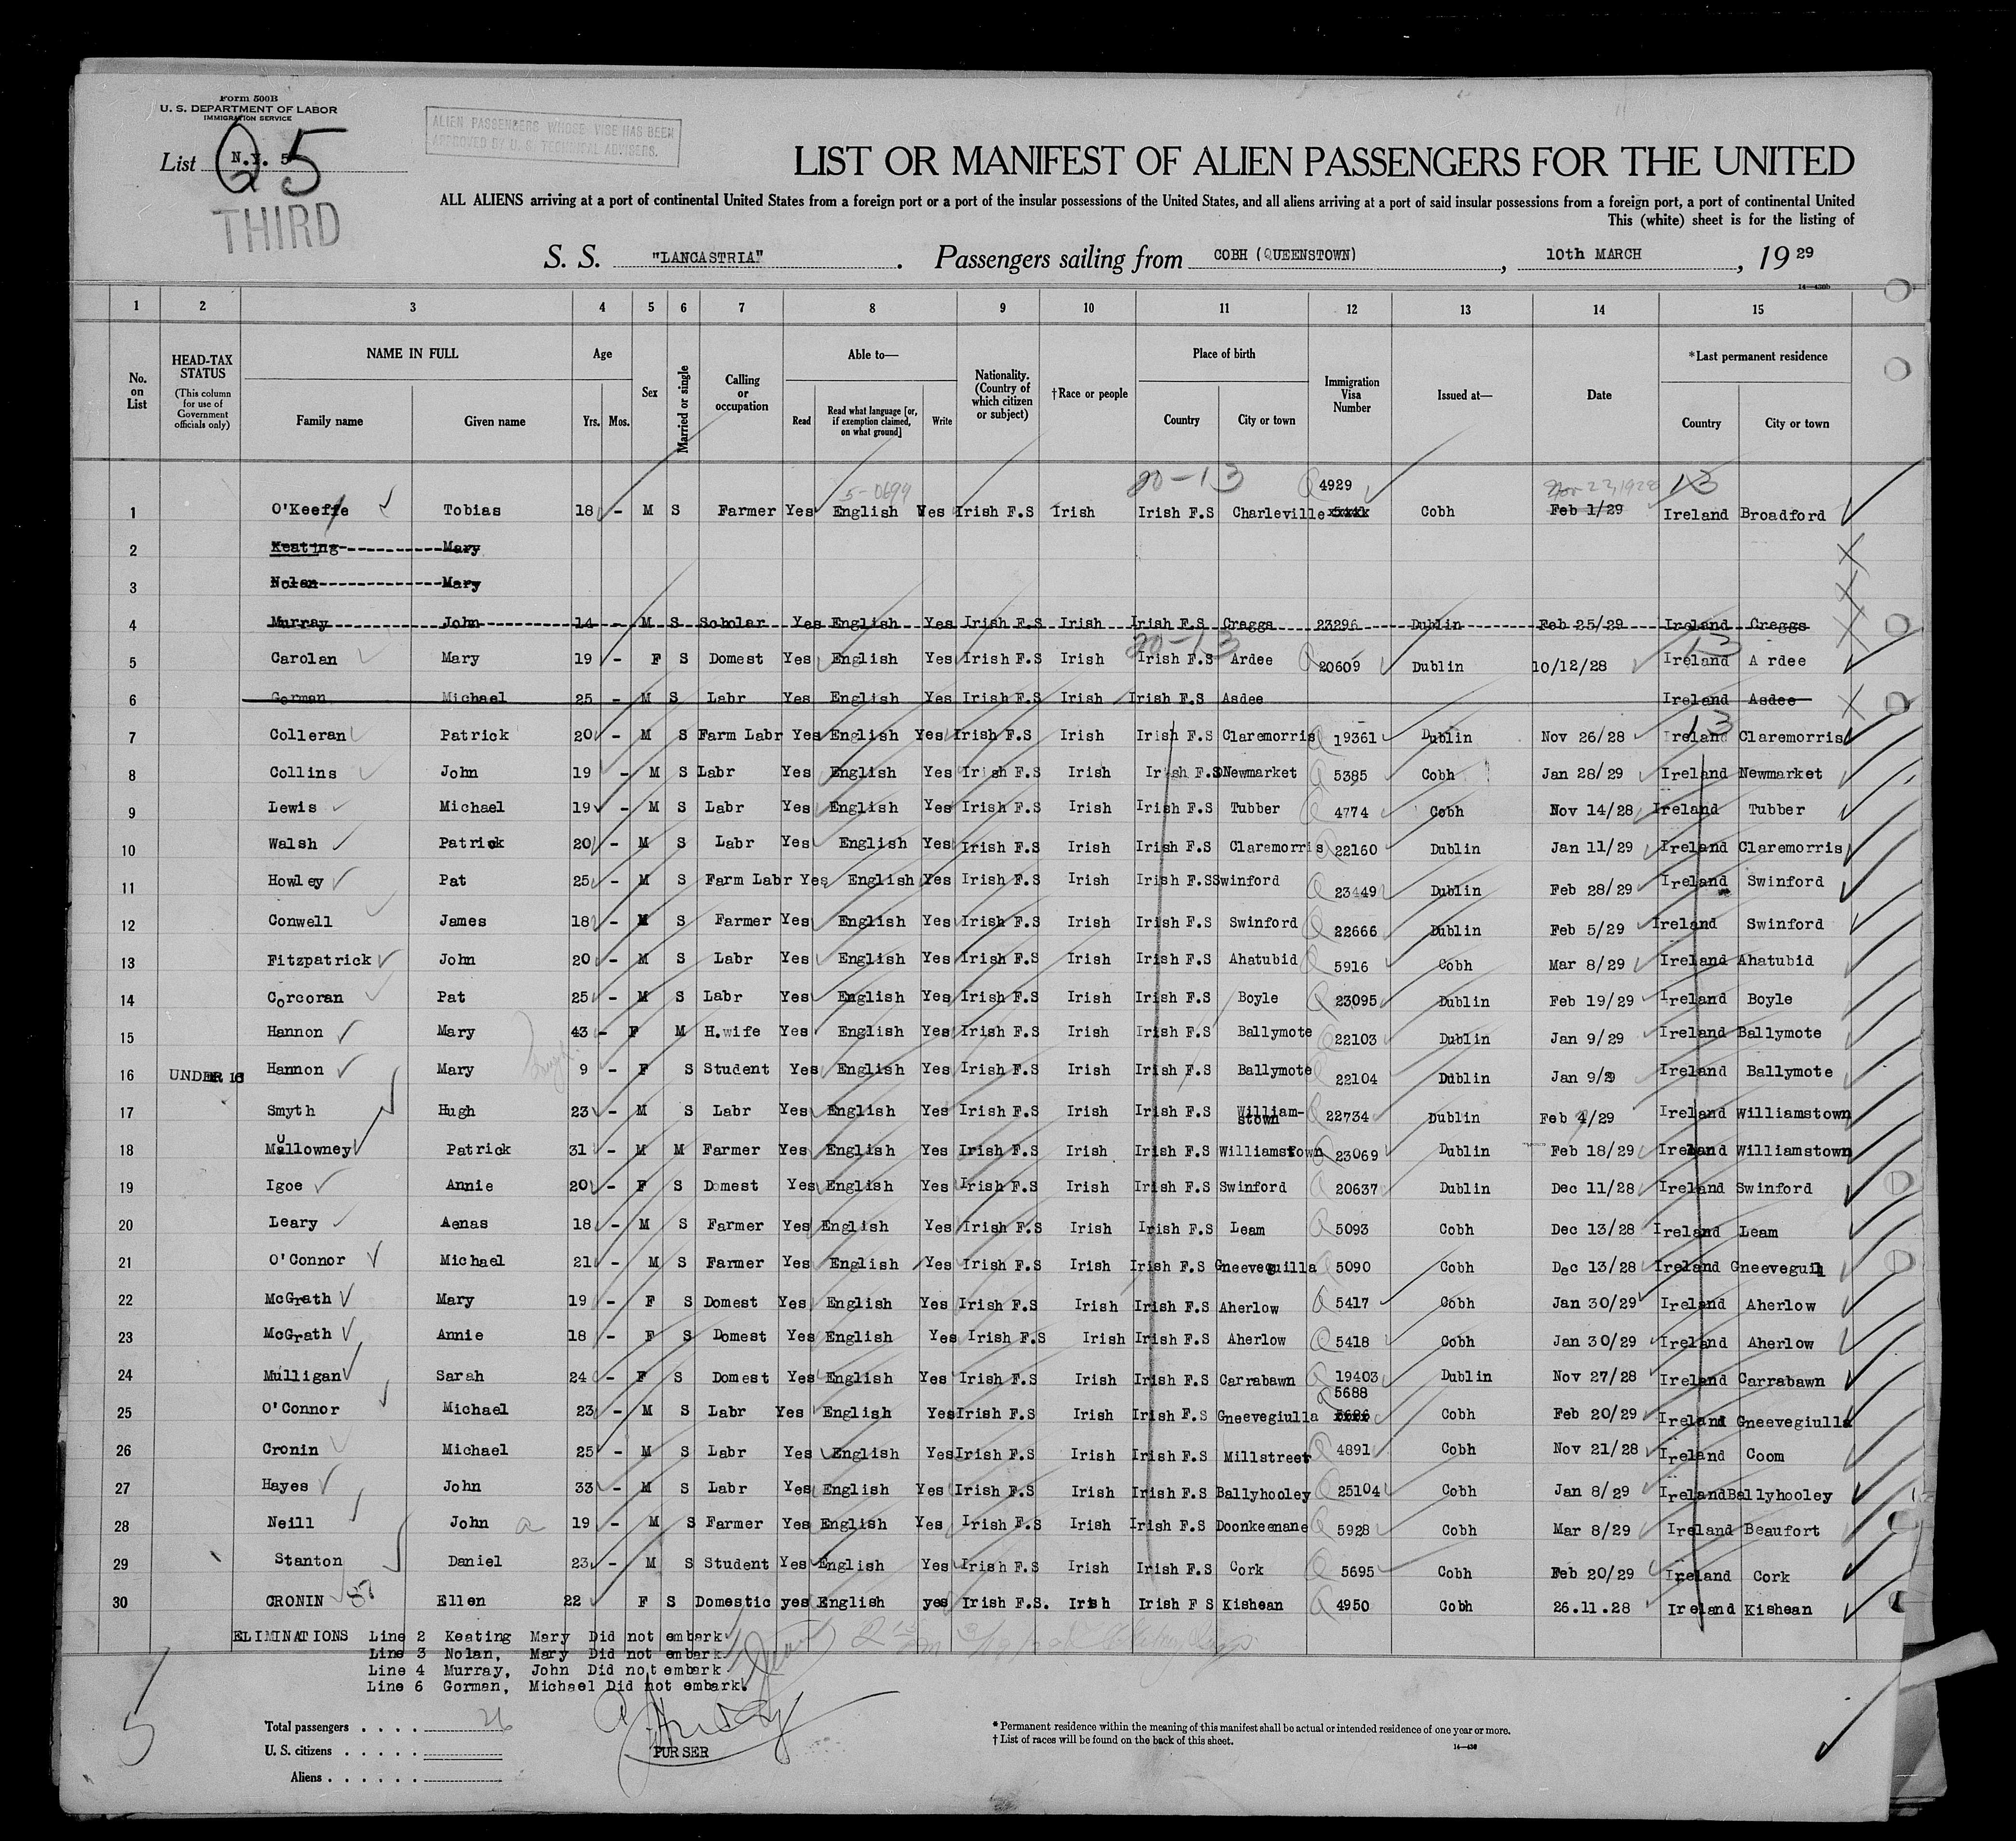 Form 500B
U. S. DEPARTMENT OF LABOR
IMMIGRATION SERVICE
List N.Y. 5
Q5
THIRD
ALIEN PASSENGERS WHOSE VISE HAS BEEN
APPROVED BY U. S. TECHNICAL ADVISERS.
LIST OR MANIFEST OF ALIEN PASSENGERS FOR THE UNITED
ALL ALIENS arriving at a port of continental United States from a foreign port or a port of the insular possessions of the United States, and all aliens arriving at a port of said insular possessions from a foreign port, a port of continental United
This (white) sheet is for the listing of
S. S. "LANCASTRIA". Passengers sailing from COBH (QUEENSTOWN), 10th MARCH, 1929
14—430b
1 2 3 4 5 6 7 8 9 10 11 12 13 14 15
No. on List
HEAD-TAX STATUS (This column for use of Government officials only)
NAME IN FULL Family name Given name
Age Yrs. Mos.
Sex
Married or single
Calling or occupation
Able to— Read Read what language [or, if exemption claimed, on what ground] Write
Nationality. (Country of which citizen or subject)
†Race or people
Place of birth Country City or town
Immigration Visa Number
Issued at—
Date
*Last permanent residence Country City or town
5-0699 20-13 4929 Nov 22, 1928 13
1 O'Keeffe Tobias 18 - M S Farmer Yes English Yes Irish F.S Irish Irish F.S Charleville Cobh Feb 1/29 Ireland Broadford
2 Keating Mary
3 Nolan Mary
4 Murray John 14 - M S Scholar Yes English Yes Irish F.S Irish Irish F.S Craggs 23296 Dublin Feb 25/29 Ireland Creggs
20-13 13
5 Carolan Mary 19 - F S Domest Yes English Yes Irish F.S Irish Irish F.S Ardee 20609 Dublin 10/12/28 Ireland A rdee
6 Gorman Michael 25 - M S Labr Yes English Yes Irish F.S Irish Irish F.S Asdee Ireland Asdee
13
7 Colleran Patrick 20 - M S Farm Labr Yes English Yes Irish F.S Irish Irish F.S Claremorris 19361 Dublin Nov 26/28 Ireland Claremorris
8 Collins John 19 - M S Labr Yes English Yes Irish F.S Irish Irish F.S Newmarket 5385 Cobh Jan 28/29 Ireland Newmarket
9 Lewis Michael 19 - M S Labr Yes English Yes Irish F.S Irish Irish F.S Tubber 4774 Cobh Nov 14/28 Ireland Tubber
10 Walsh Patrick 20 - M S Labr Yes English Yes Irish F.S Irish Irish F.S Claremorris 22160 Dublin Jan 11/29 Ireland Claremorris
11 Howley Pat 25 - M S Farm Labr Yes English Yes Irish F.S Irish Irish F.S Swinford 23449 Dublin Feb 28/29 Ireland Swinford
12 Conwell James 18 - M S Farmer Yes English Yes Irish F.S Irish Irish F.S Swinford 22666 Dublin Feb 5/29 Ireland Swinford
13 Fitzpatrick John 20 - M S Labr Yes English Yes Irish F.S Irish Irish F.S Ahatubid 5916 Cobh Mar 8/29 Ireland Ahatubid
14 Corcoran Pat 25 - M S Labr Yes English Yes Irish F.S Irish Irish F.S Boyle 23095 Dublin Feb 19/29 Ireland Boyle
15 Hannon Mary 43 - F M H.wife Yes English Yes Irish F.S Irish Irish F.S Ballymote 22103 Dublin Jan 9/29 Ireland Ballymote
16 UNDER 16 Hannon Mary 9 - F S Student Yes English Yes Irish F.S Irish Irish F.S Ballymote 22104 Dublin Jan 9/29 Ireland Ballymote
17 Smyth Hugh 23 - M S Labr Yes English Yes Irish F.S Irish Irish F.S William-stown 22734 Dublin Feb 4/29 Ireland Williamstown
18 Mullowney Patrick 31 - M M Farmer Yes English Yes Irish F.S Irish Irish F.S Williamstown 23069 Dublin Feb 18/29 Ireland Williamstown
19 Igoe Annie 20 - F S Domest Yes English Yes Irish F.S Irish Irish F.S Swinford 20637 Dublin Dec 11/28 Ireland Swinford
20 Leary Aenas 18 - M S Farmer Yes English Yes Irish F.S Irish Irish F.S Leam 5093 Cobh Dec 13/28 Ireland Leam
21 O'Connor Michael 21 - M S Farmer Yes English Yes Irish F.S Irish Irish F.S Gneeveguilla 5090 Cobh Dec 13/28 Ireland Gneeveguil
22 McGrath Mary 19 - F S Domest Yes English Yes Irish F.S Irish Irish F.S Aherlow 5417 Cobh Jan 30/29 Ireland Aherlow
23 McGrath Annie 18 - F S Domest Yes English Yes Irish F.S Irish Irish F.S Aherlow 5418 Cobh Jan 30/29 Ireland Aherlow
24 Mulligan Sarah 24 - F S Domest Yes English Yes Irish F.S Irish Irish F.S Carrabawn 19403 Dublin Nov 27/28 Ireland Carrabawn
25 O'Connor Michael 23 - M S Labr Yes English Yes Irish F.S Irish Irish F.S Gneevegiulla 5688 Cobh Feb 20/29 Ireland Gneevegiulla
26 Cronin Michael 25 - M S Labr Yes English Yes Irish F.S Irish Irish F.S Millstreet 4891 Cobh Nov 21/28 Ireland Coom
27 Hayes John 33 - M S Labr Yes English Yes Irish F.S Irish Irish F.S Ballyhooley 25104 Cobh Jan 8/29 Ireland Ballyhooley
28 Neill John 19 - M S Farmer Yes English Yes Irish F.S Irish Irish F.S Doonkeenane 5928 Cobh Mar 8/29 Ireland Beaufort
29 Stanton Daniel 23 - M S Student Yes English Yes Irish F.S Irish Irish F.S Cork 5695 Cobh Feb 20/29 Ireland Cork
30 CRONIN Ellen 22 F S Domestic yes English yes Irish F.S. Irish Irish F S Kishean 4950 Cobh 26.11.28 Ireland Kishean
ELIMINATIONS Line 2 Keating Mary Did not embark
Line 3 Nolan, Mary Did not embark
Line 4 Murray, John Did not embark
Line 6 Gorman, Michael Did not embark.
Total passengers . . . . 26
U. S. citizens . . . . .
Aliens . . . . . .
PURSER
* Permanent residence within the meaning of this manifest shall be actual or intended residence of one year or more.
† List of races will be found on the back of this sheet.
14—430